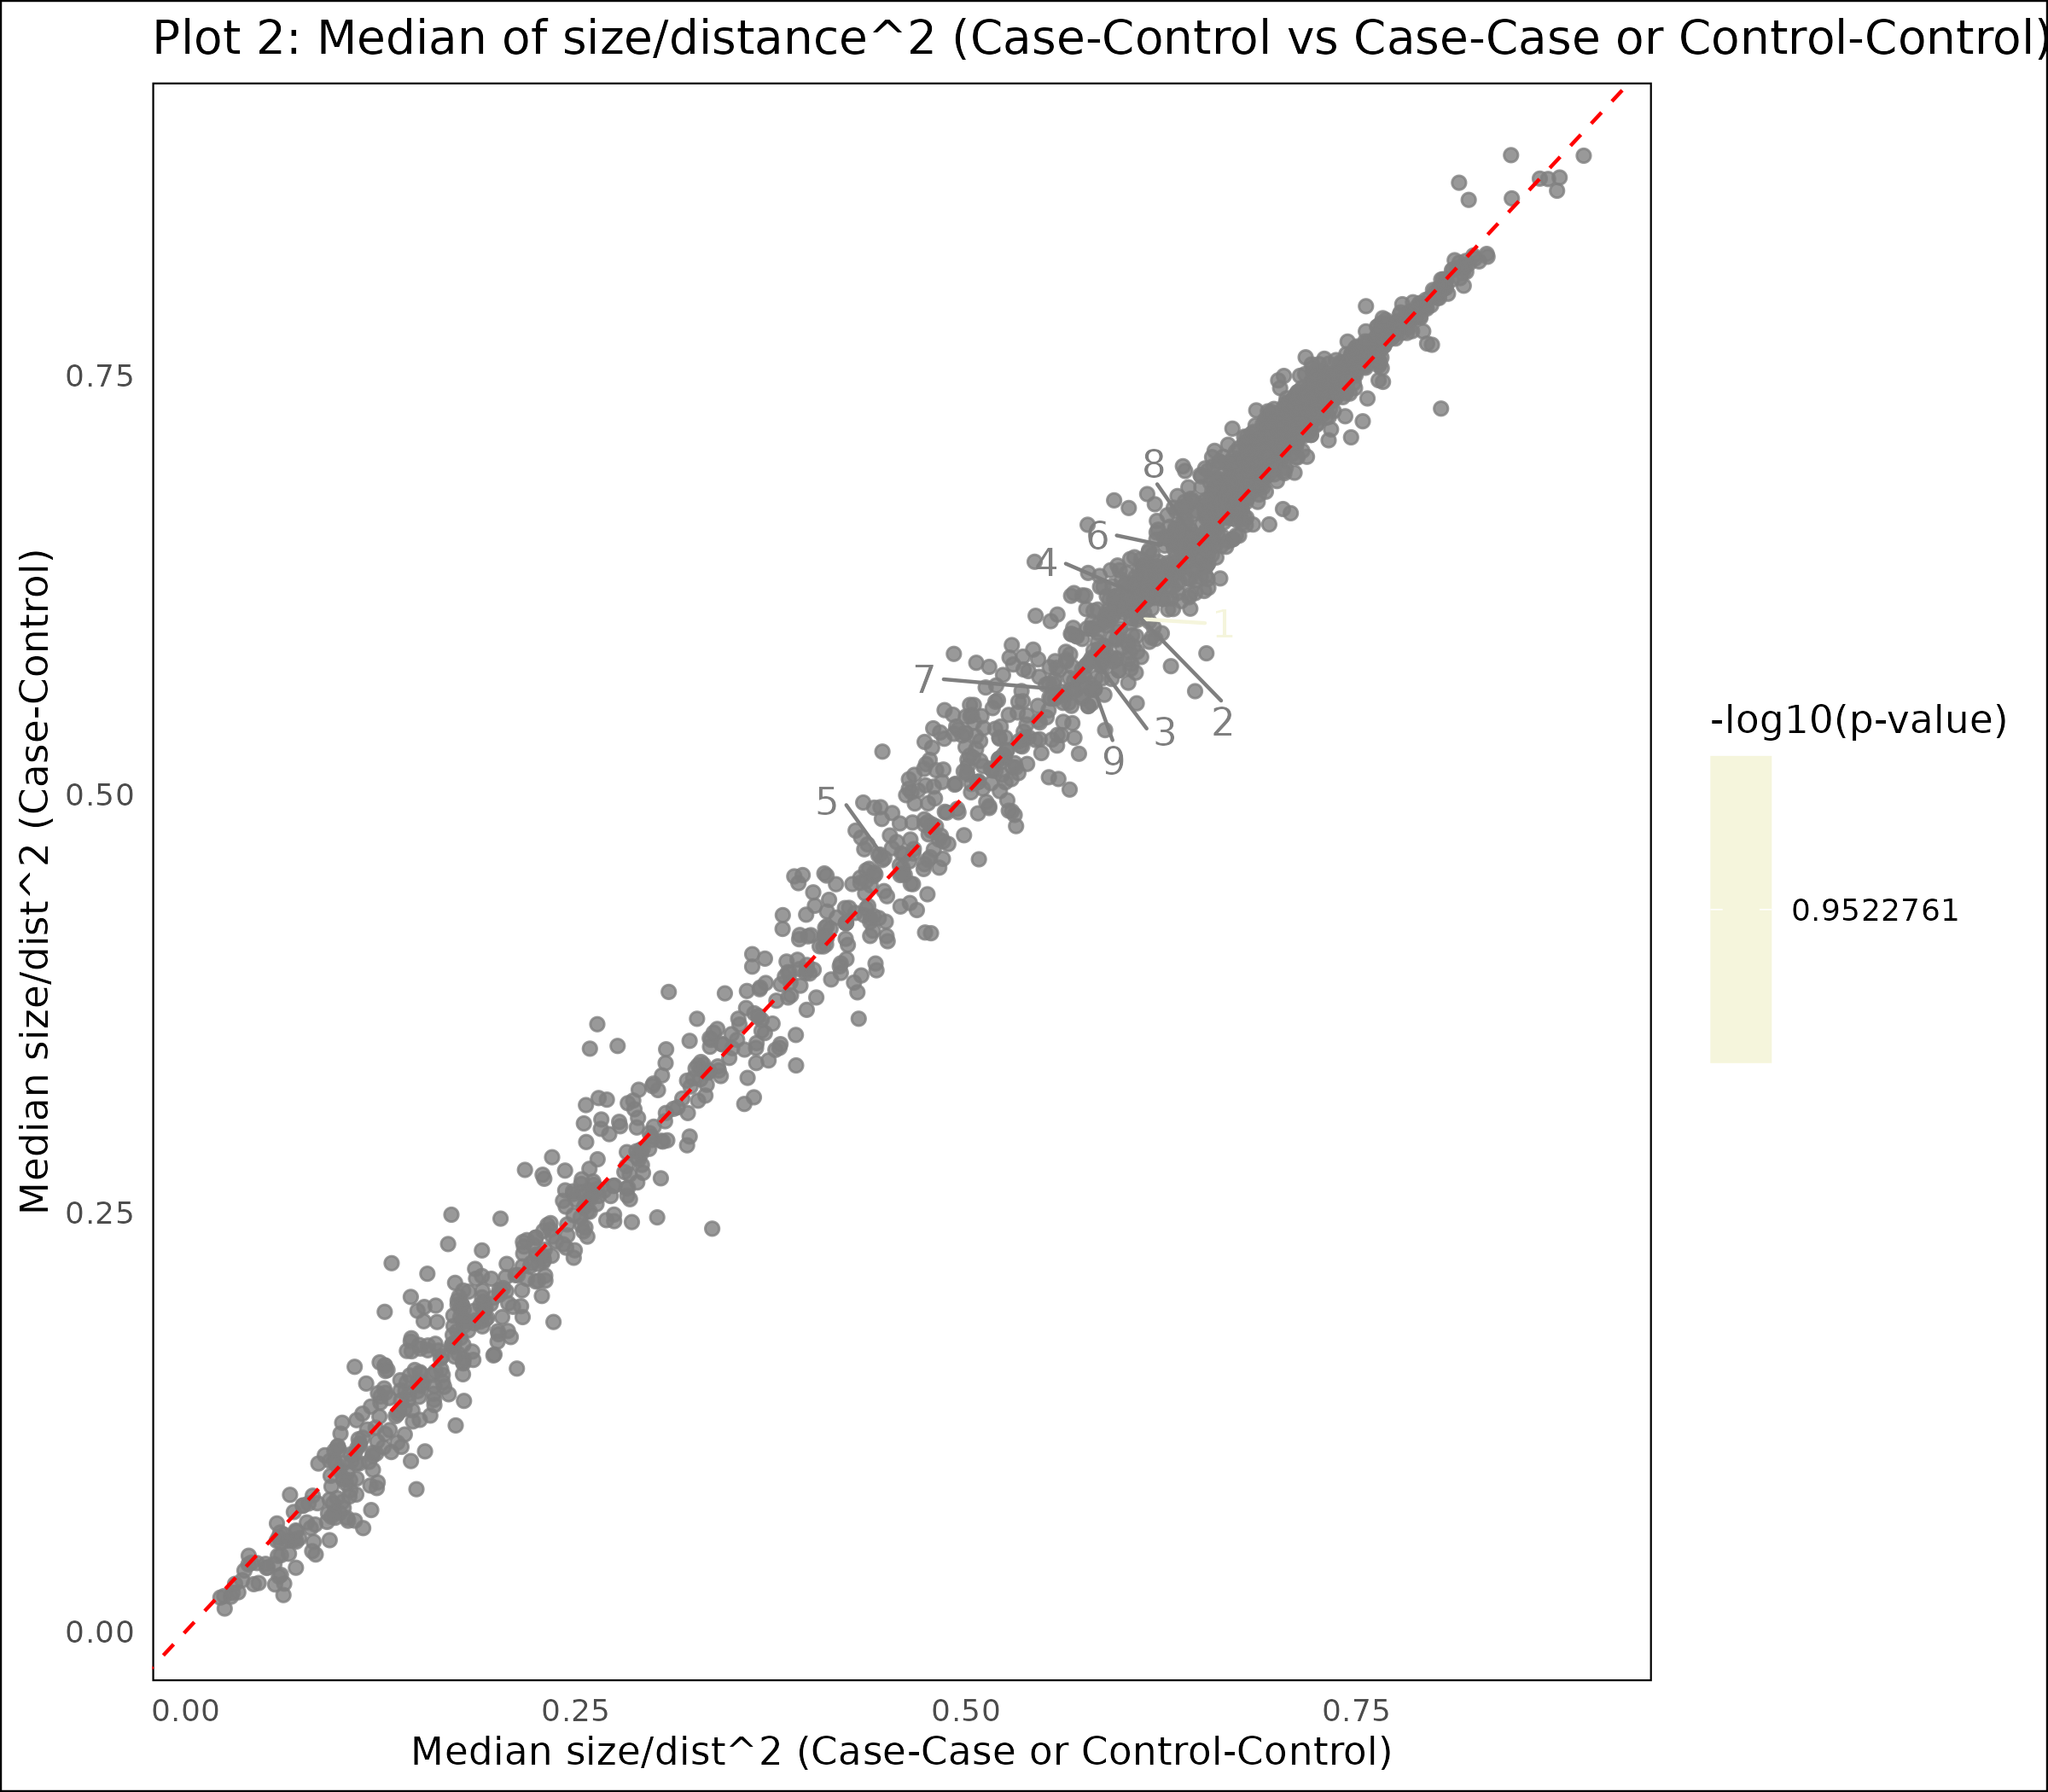 Plot 2: Median of size/distance^2 (Case-Control vs Case-Case or Control-Control)
Median size/dist^2 (Case-Control)
0.75
0.50
0.25
0.00
8
6
4
1
7
2
3
9
5
-log10(p-value)
0.9522761
0.00 0.25 0.50 0.75
Median size/dist^2 (Case-Case or Control-Control)